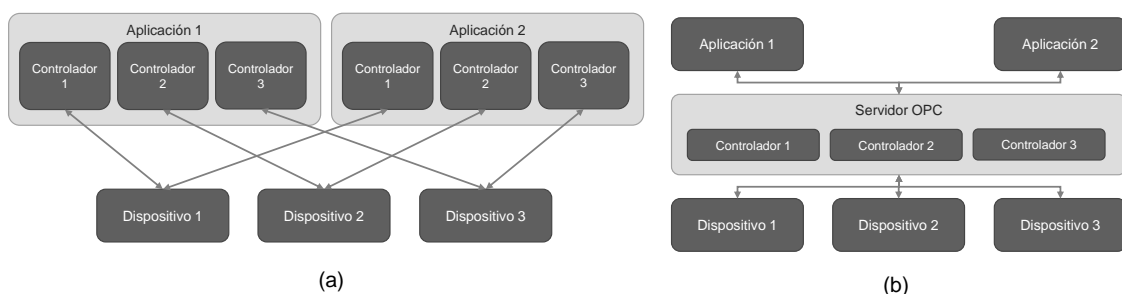 Aplicación 1
Controlador
1
Controlador
2
Controlador
3
Aplicación 2
Controlador
1
Controlador
2
Controlador
3
Dispositivo 1
Dispositivo 2
Dispositivo 3
(a)
Aplicación 1
Aplicación 2
Servidor OPC
Controlador 1
Controlador 2
Controlador 3
Dispositivo 1
Dispositivo 2
Dispositivo 3
(b)